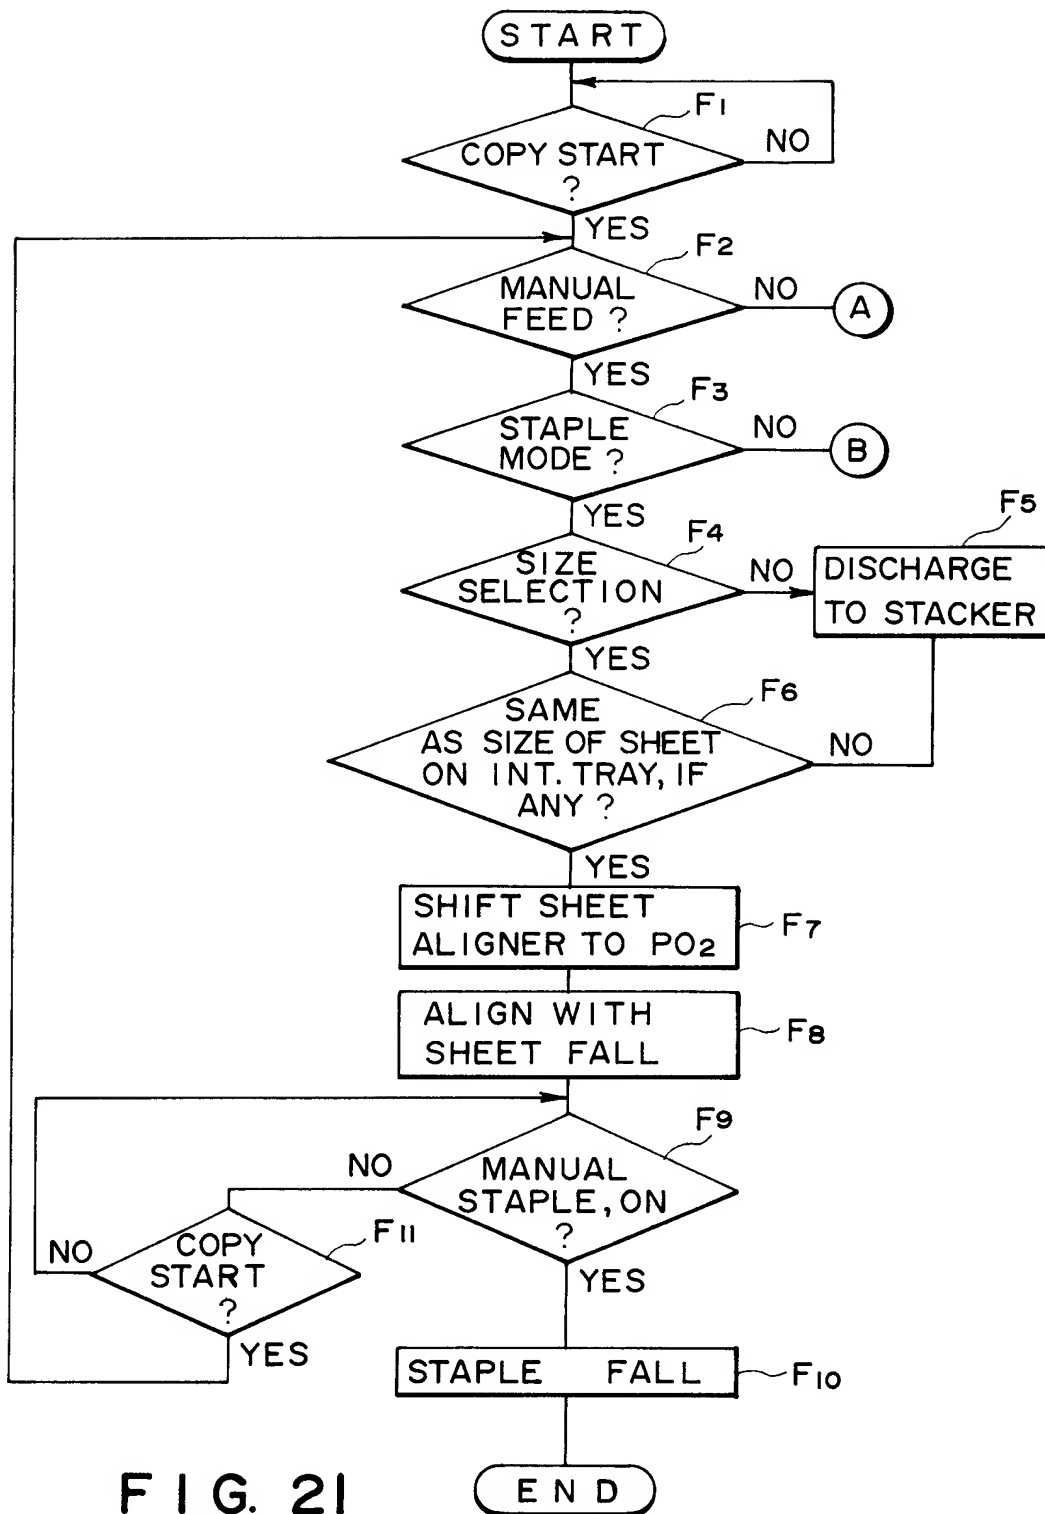 START
F1
COPY START
?
NO
YES
F2
MANUAL
FEED ?
NO
A
YES
F3
STAPLE
MODE ?
NO
B
YES
F4
SIZE
SELECTION
?
NO
F5
DISCHARGE
TO STACKER
YES
F6
SAME
AS SIZE OF SHEET
ON INT. TRAY, IF
ANY ?
NO
YES
SHIFT SHEET
ALIGNER TO PO2
F7
ALIGN WITH
SHEET FALL
F8
F9
MANUAL
STAPLE, ON
?
NO
YES
F11
COPY
START
?
NO
YES
STAPLE FALL
F10
END
FIG. 21